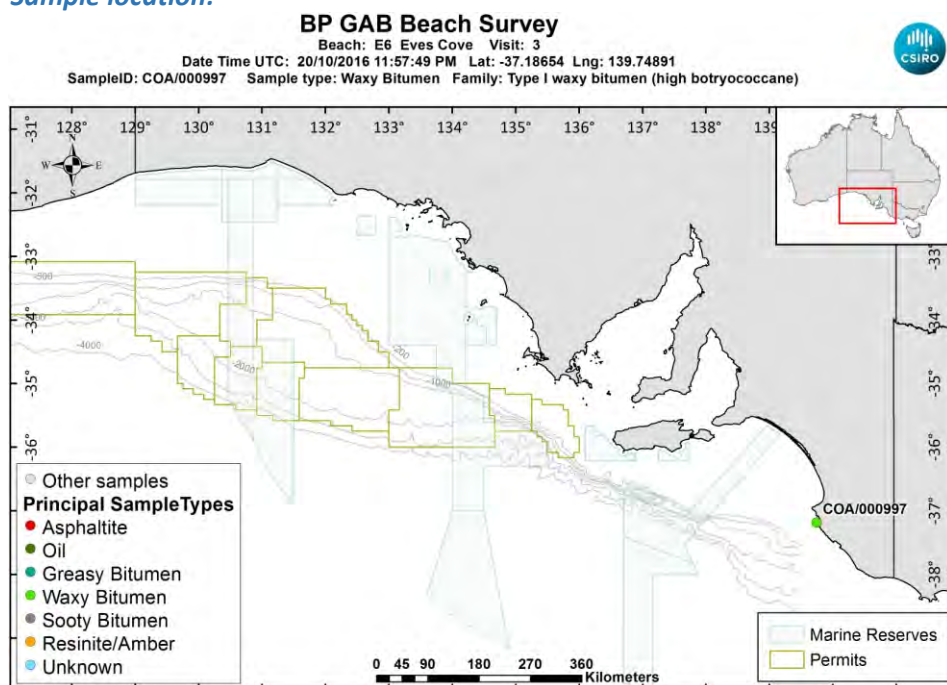 Sample location:
BP GAB Beach Survey
Beach: E6 Eves Cove Visit: 3
Date Time UTC: 20/10/2016 11:57:49 PM Lat: -37.18654 Lng: 139.74891
SampleID: COA/000997 Sample type: Waxy Bitumen Family: Type I waxy bitumen (high botryococcane)
CSIRO
128° 129° 130° 131° 132° 133° 134° 135° 136° 137° 138° 139
-31°
N
W E
S
-32°
-33° -33°
-34° -34°
-4000
-2000
-200
-1000
-35° -35°
-36° -36°
COA/000997
-37°
-38°
Other samples
Principal SampleTypes
Asphaltite
Oil
Greasy Bitumen
Waxy Bitumen
Sooty Bitumen
Resinite/Amber
Unknown
0 45 90 180 270 360
Kilometers
Marine Reserves
Permits